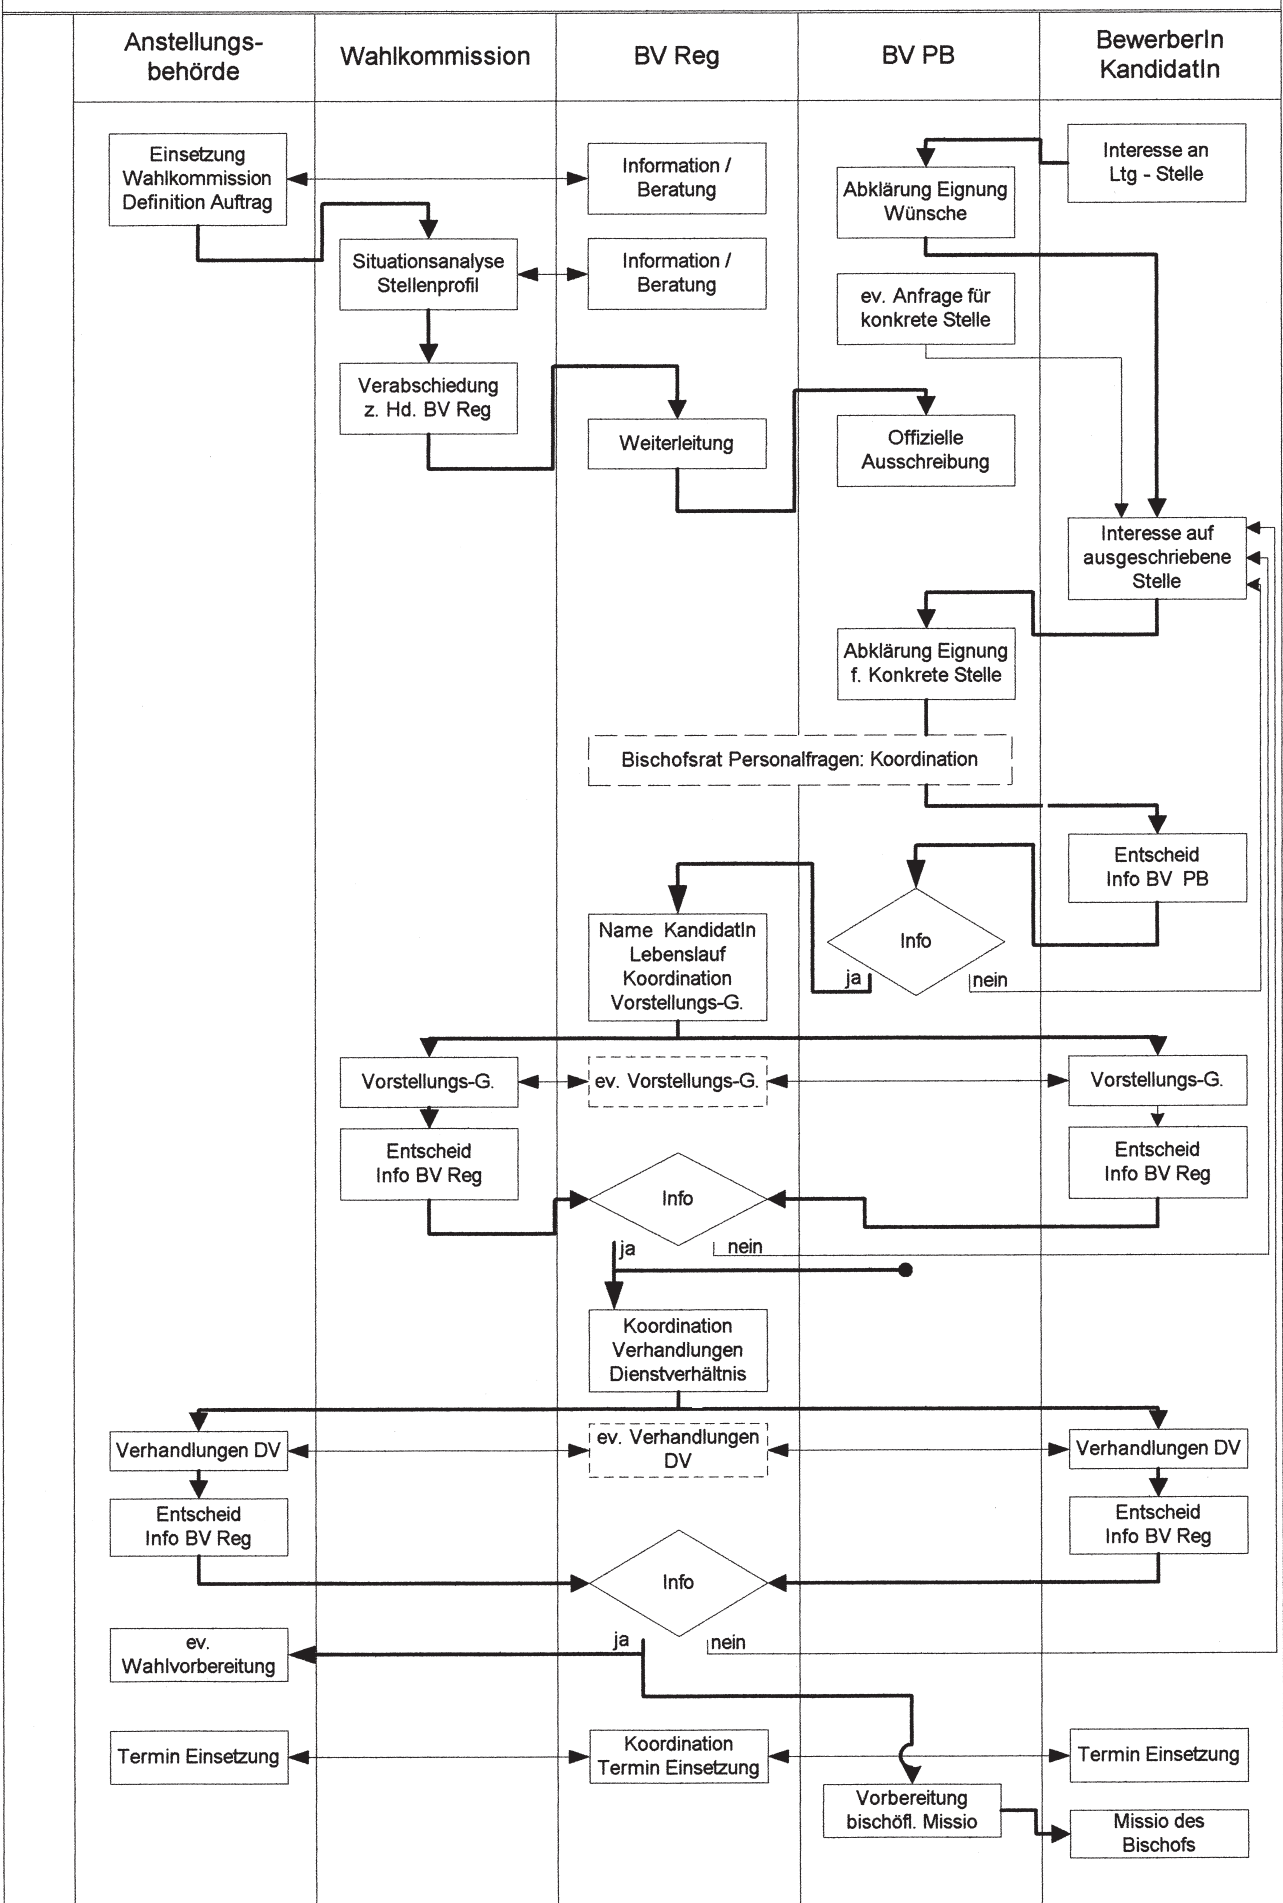 Anstellungs-
behörde
Wahlkommission
BV Reg
BV PB
BewerberIn
KandidatIn
Einsetzung
Wahlkommission
Definition Auftrag
Information /
Beratung
Interesse an
Ltg - Stelle
Abklärung Eignung
Wünsche
Situationsanalyse
Stellenprofil
Information /
Beratung
ev. Anfrage für
konkrete Stelle
Verabschiedung
z. Hd. BV Reg
Weiterleitung
Offizielle
Ausschreibung
Interesse auf
ausgeschriebene
Stelle
Abklärung Eignung
f. Konkrete Stelle
Bischofsrat Personalfragen: Koordination
Entscheid
Info BV PB
Name KandidatIn
Lebenslauf
Koordination
Vorstellungs-G.
Info
ja
nein
Vorstellungs-G.
ev. Vorstellungs-G.
Vorstellungs-G.
Entscheid
Info BV Reg
Info
Entscheid
Info BV Reg
ja
nein
Koordination
Verhandlungen
Dienstverhältnis
Verhandlungen DV
ev. Verhandlungen
DV
Verhandlungen DV
Entscheid
Info BV Reg
Entscheid
Info BV Reg
Info
ja
nein
ev.
Wahlvorbereitung
Termin Einsetzung
Koordination
Termin Einsetzung
Termin Einsetzung
Vorbereitung
bischöfl. Missio
Missio des
Bischofs